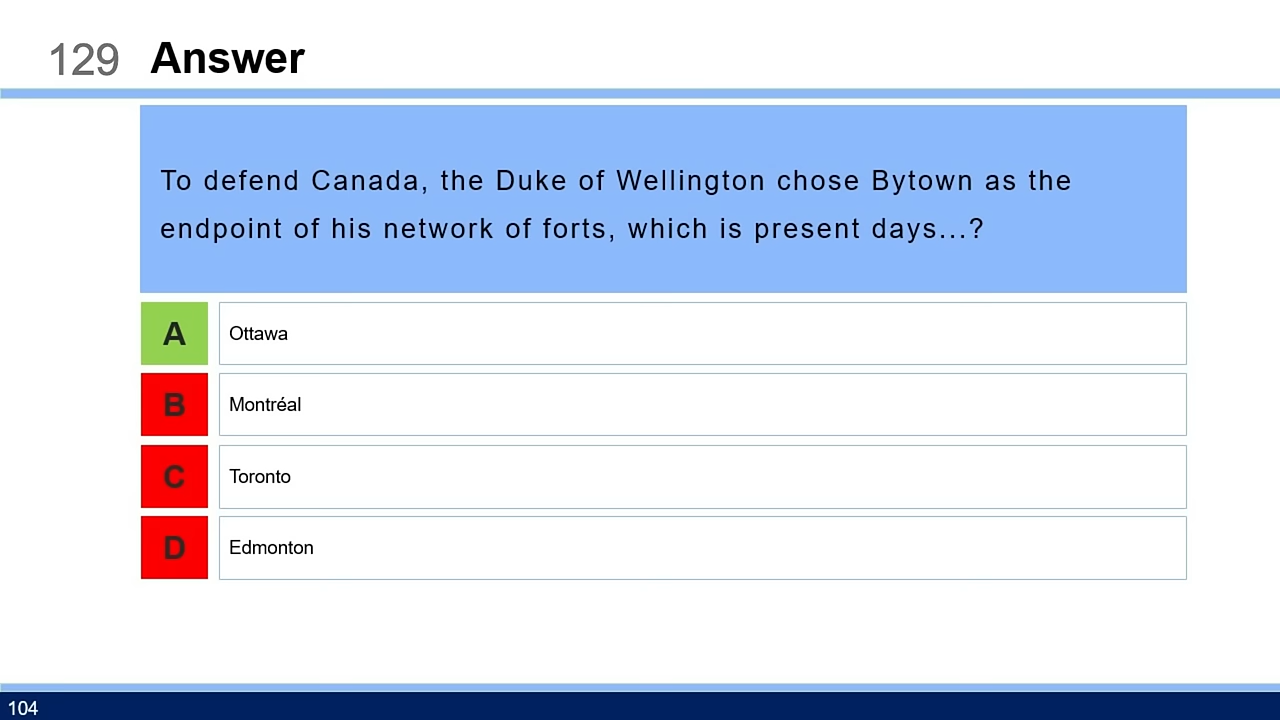 129 Answer
To defend Canada, the Duke of Wellington chose Bytown as the
endpoint of his network of forts, which is present days...?
A Ottawa
B Montréal
C Toronto
D Edmonton
104